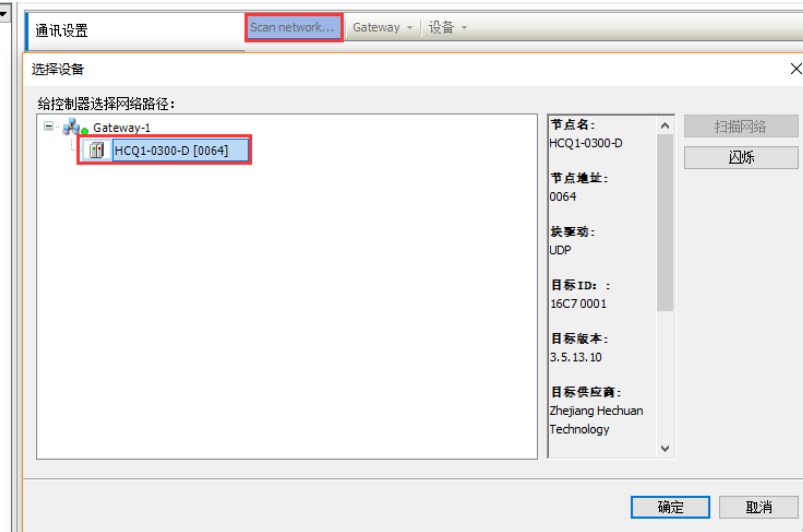 通讯设置
Scan network...
Gateway
设备
选择设备
给控制器选择网络路径:
Gateway-1
HCQ1-0300-D [0064]
节点名:
HCQ1-0300-D
节点地址:
0064
块驱动:
UDP
目标ID: :
16C7 0001
目标版本:
3.5.13.10
目标供应商:
Zhejiang Hechuan
Technology
扫描网络
闪烁
确定
取消